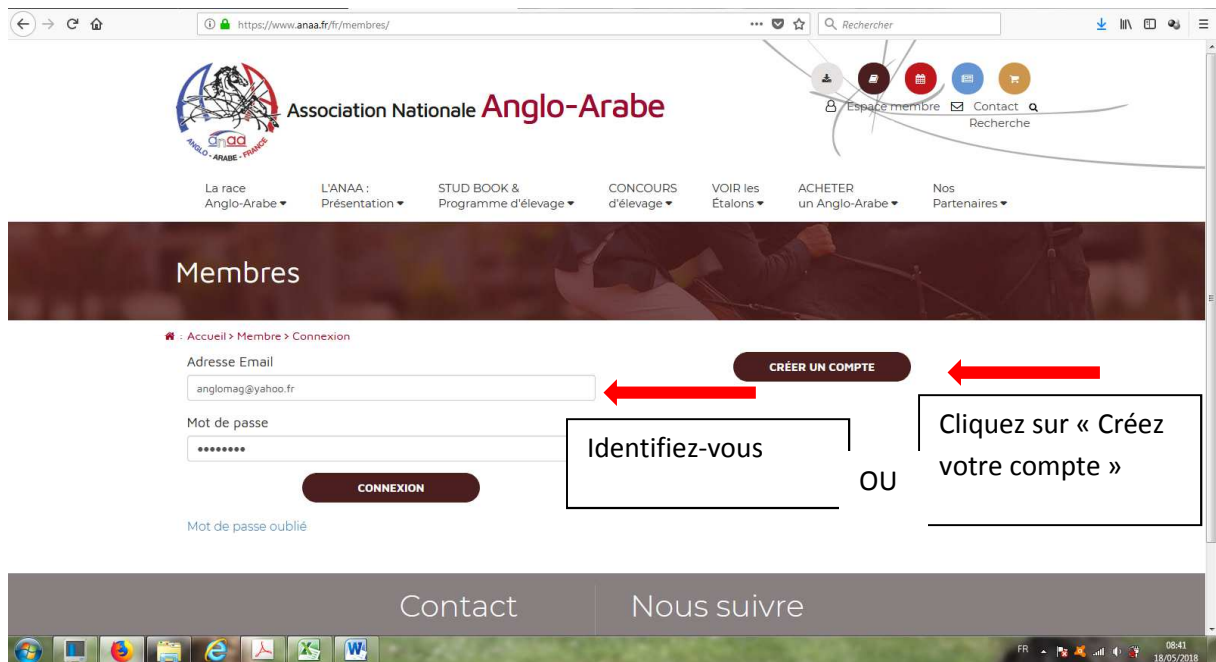 https://www.anaa.fr/fr/membres/
Rechercher
anaa
ANGLO - ARABE - FRANCE
Association Nationale Anglo-Arabe
Espace membre Contact
Recherche
La race
Anglo-Arabe
L'ANAA :
Présentation
STUD BOOK &
Programme d'élevage
CONCOURS
d'élevage
VOIR les
Étalons
ACHETER
un Anglo-Arabe
Nos
Partenaires
Membres
: Accueil > Membre > Connexion
Adresse Email
anglomag@yahoo.fr
CRÉER UN COMPTE
Mot de passe
••••••••
Identifiez-vous
OU
Cliquez sur « Créez
votre compte »
CONNEXION
Mot de passe oublié
Contact
Nous suivre
FR
08:41
18/05/2018